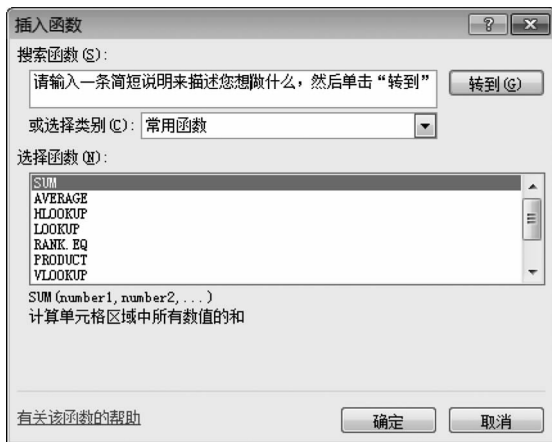 插入函数
搜索函数(S):
请输入一条简短说明来描述您想做什么，然后单击“转到”
转到(G)
或选择类别(C): 常用函数
选择函数(N):
SUM
AVERAGE
HLOOKUP
LOOKUP
RANK.EQ
PRODUCT
VLOOKUP
SUM(number1,number2,...)
计算单元格区域中所有数值的和
有关该函数的帮助
确定
取消